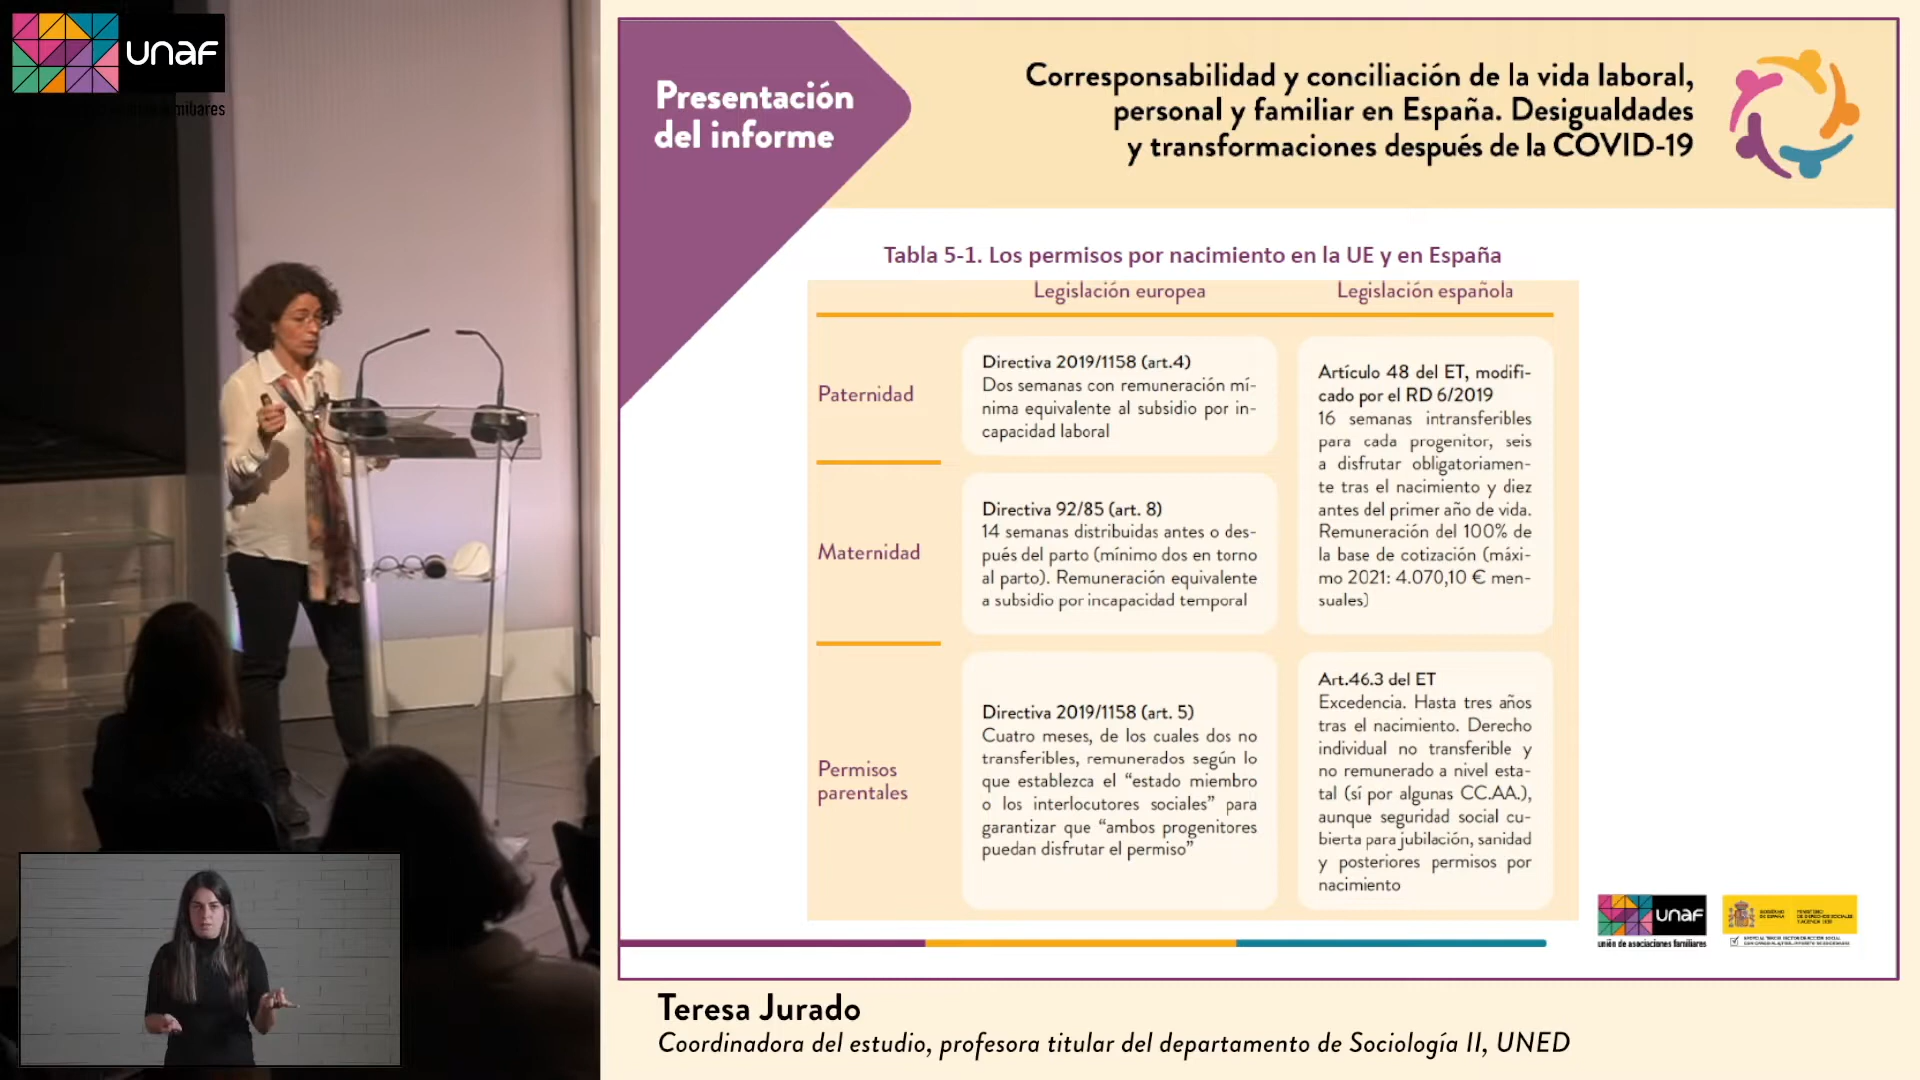 unaf
miliares
Presentación
del informe
Corresponsabilidad y conciliación de la vida laboral,
personal y familiar en España. Desigualdades
y transformaciones después de la COVID-19
Tabla 5-1. Los permisos por nacimiento en la UE y en España
Legislación europea
Legislación española
Paternidad
Directiva 2019/1158 (art.4)
Dos semanas con remuneración mí-
nima equivalente al subsidio por in-
capacidad laboral
Artículo 48 del ET, modifi-
cado por el RD 6/2019
16 semanas intransferibles
para cada progenitor, seis
a disfrutar obligatoriamen-
te tras el nacimiento y diez
antes del primer año de vida.
Remuneración del 100% de
la base de cotización (máxi-
mo 2021: 4.070,10 € men-
suales)
Maternidad
Directiva 92/85 (art. 8)
14 semanas distribuidas antes o des-
pués del parto (mínimo dos en torno
al parto). Remuneración equivalente
a subsidio por incapacidad temporal
Permisos
parentales
Directiva 2019/1158 (art. 5)
Cuatro meses, de los cuales dos no
transferibles, remunerados según lo
que establezca el “estado miembro
o los interlocutores sociales” para
garantizar que “ambos progenitores
puedan disfrutar el permiso”
Art.46.3 del ET
Excedencia. Hasta tres años
tras el nacimiento. Derecho
individual no transferible y
no remunerado a nivel esta-
tal (sí por algunas CC.AA.),
aunque seguridad social cu-
bierta para jubilación, sanidad
y posteriores permisos por
nacimiento
unaf
unión de asociaciones familiares
GOBIERNO
DE ESPAÑA
MINISTERIO
DE DERECHOS SOCIALES
Y AGENDA 2030
Teresa Jurado
Coordinadora del estudio, profesora titular del departamento de Sociología II, UNED